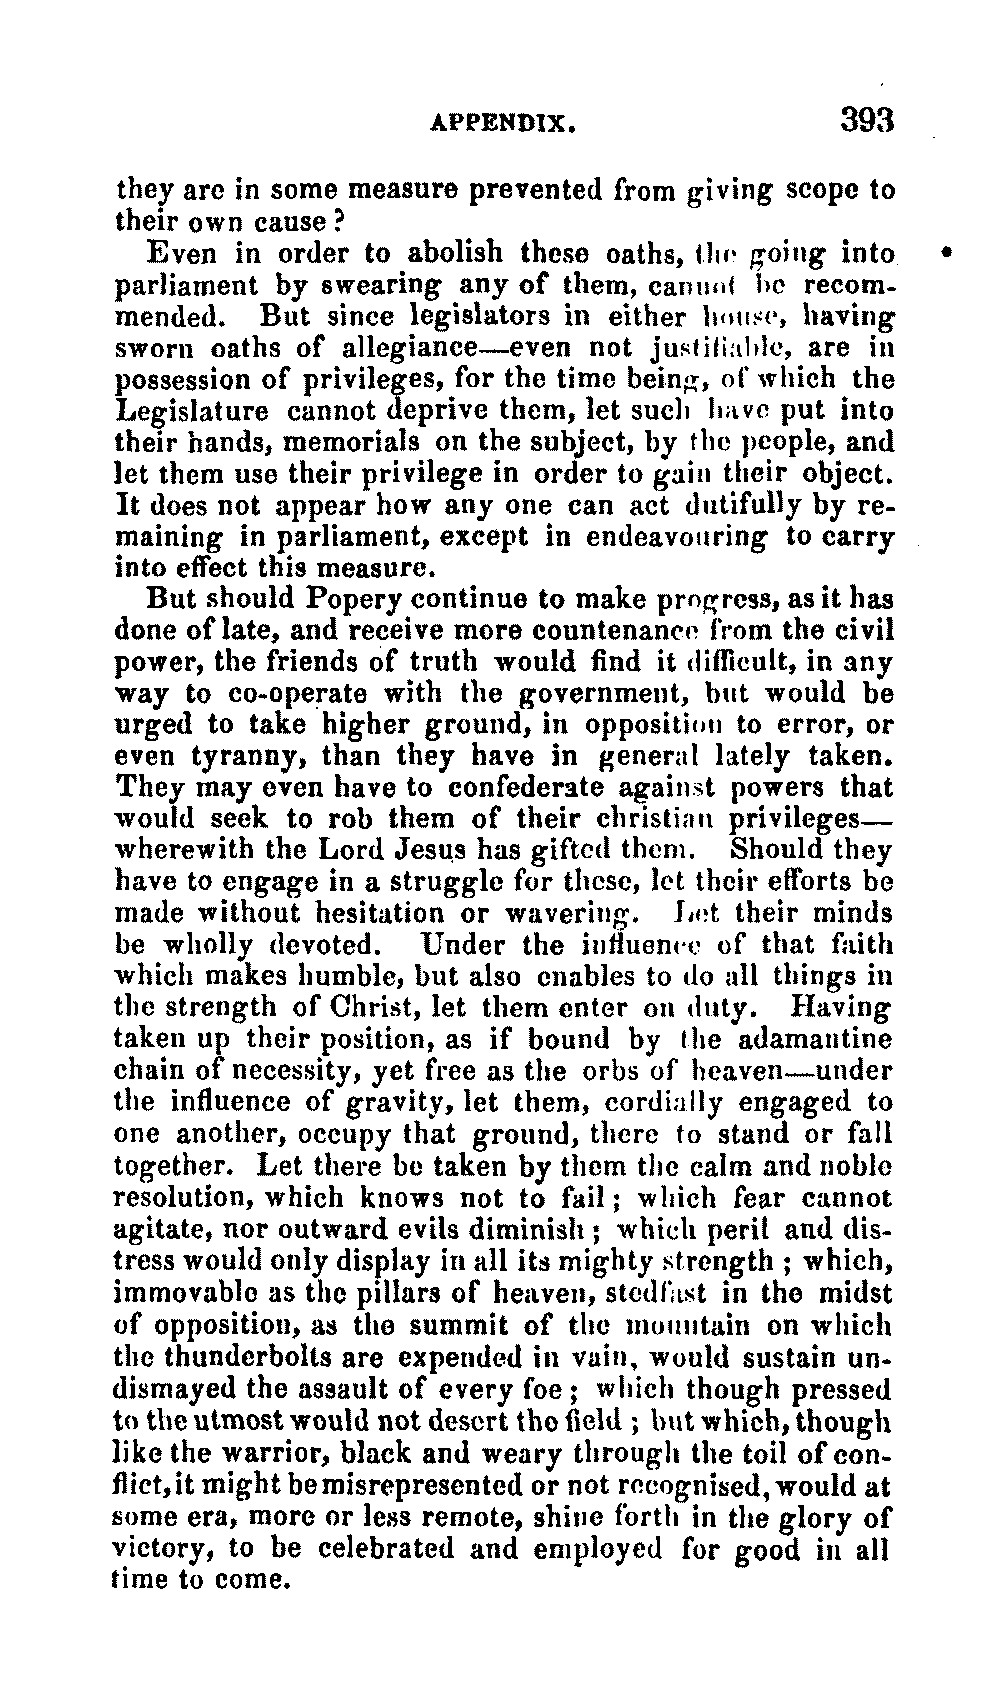 APPENDIX. 393
they are in some measure prevented from giving scope to
their own cause?
Even in order to abolish these oaths, the going into
parliament by swearing any of them, cannot be recom-
mended. But since legislators in either house, having
sworn oaths of allegiance—even not justifiable, are in
possession of privileges, for the time being, of which the
Legislature cannot deprive them, let such have put into
their hands, memorials on the subject, by the people, and
let them use their privilege in order to gain their object.
It does not appear how any one can act dutifully by re-
maining in parliament, except in endeavouring to carry
into effect this measure.
But should Popery continue to make progress, as it has
done of late, and receive more countenance from the civil
power, the friends of truth would find it difficult, in any
way to co-operate with the government, but would be
urged to take higher ground, in opposition to error, or
even tyranny, than they have in general lately taken.
They may even have to confederate against powers that
would seek to rob them of their christian privileges—
wherewith the Lord Jesus has gifted them. Should they
have to engage in a struggle for these, let their efforts be
made without hesitation or wavering. Let their minds
be wholly devoted. Under the influence of that faith
which makes humble, but also enables to do all things in
the strength of Christ, let them enter on duty. Having
taken up their position, as if bound by the adamantine
chain of necessity, yet free as the orbs of heaven—under
the influence of gravity, let them, cordially engaged to
one another, occupy that ground, there to stand or fall
together. Let there be taken by them the calm and noble
resolution, which knows not to fail; which fear cannot
agitate, nor outward evils diminish; which peril and dis-
tress would only display in all its mighty strength; which,
immovable as the pillars of heaven, stedfast in the midst
of opposition, as the summit of the mountain on which
the thunderbolts are expended in vain, would sustain un-
dismayed the assault of every foe; which though pressed
to the utmost would not desert the field; but which, though
like the warrior, black and weary through the toil of con-
flict, it might be misrepresented or not recognised, would at
some era, more or less remote, shine forth in the glory of
victory, to be celebrated and employed for good in all
time to come.